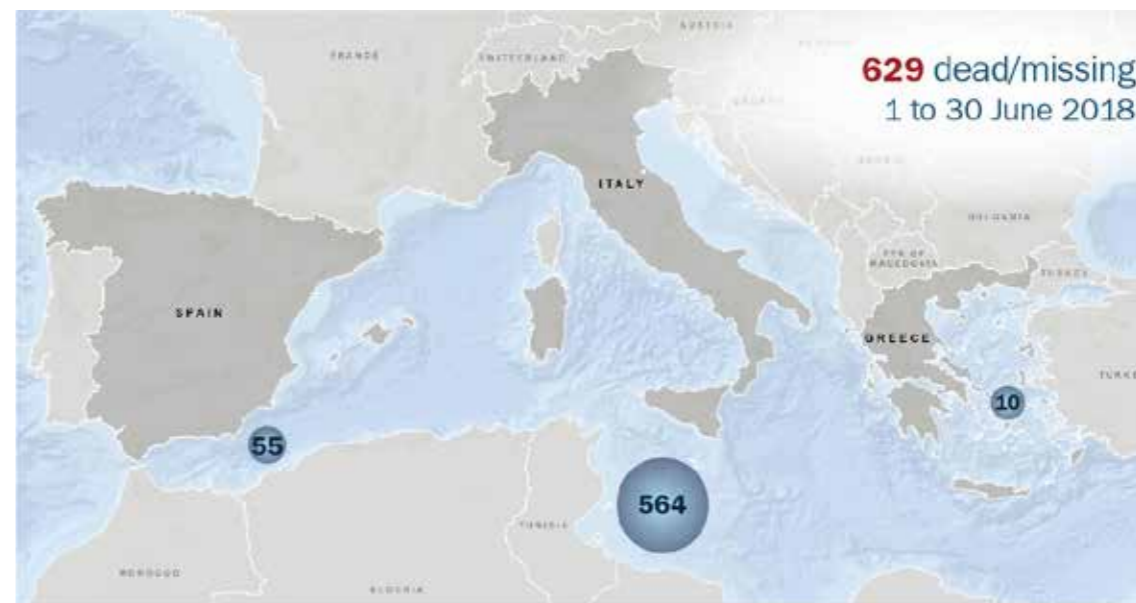 AUSTRIA
FRANCE
SWITZERLAND
629 dead/missing
1 to 30 June 2018
ITALY
BULGARIA
FYR OF
MACEDONIA
TURKEY
SPAIN
GREECE
TURKE
10
55
564
TUNISIA
MOROCCO
ALGERIA